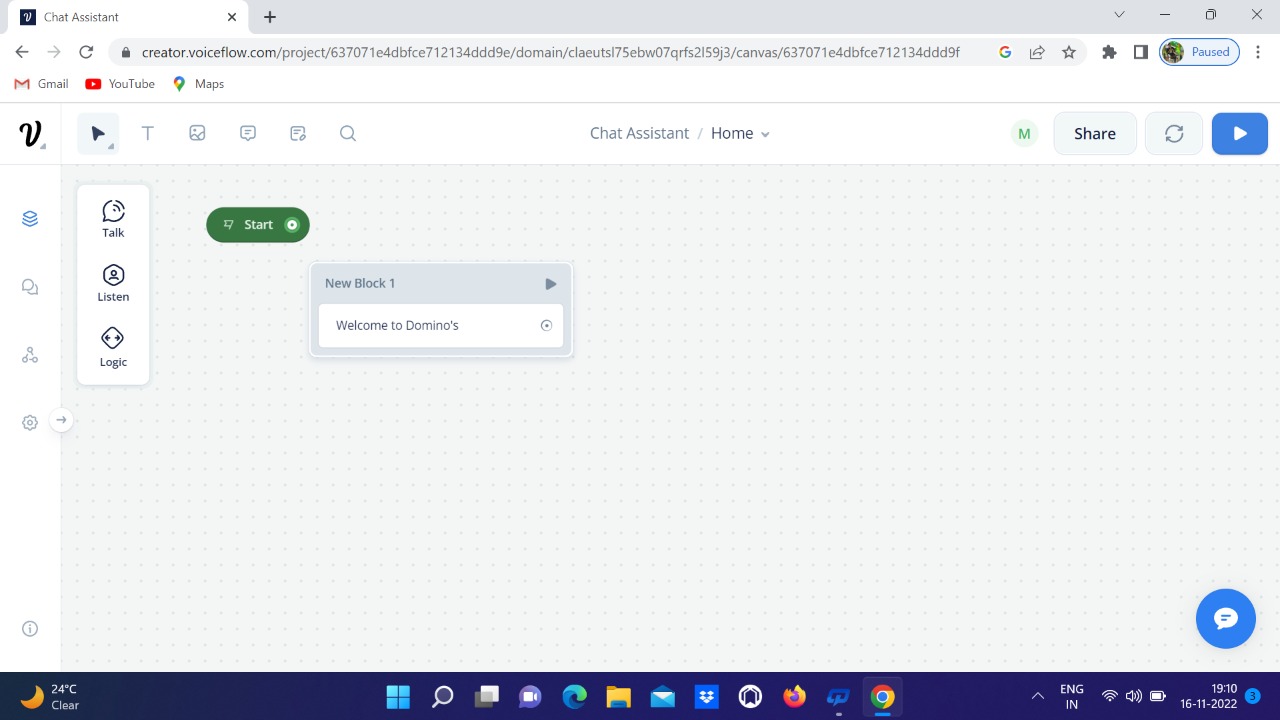 Chat Assistant
creator.voiceflow.com/project/637071e4dbfce712134ddd9e/domain/claeutsl75ebw07qrfs2l59j3/canvas/637071e4dbfce712134ddd9f
Paused
Gmail YouTube Maps
Chat Assistant / Home
M
Share
Talk
Listen
Logic
Start
New Block 1
Welcome to Domino's
24°C
Clear
ENG
IN
19:10
16-11-2022
3